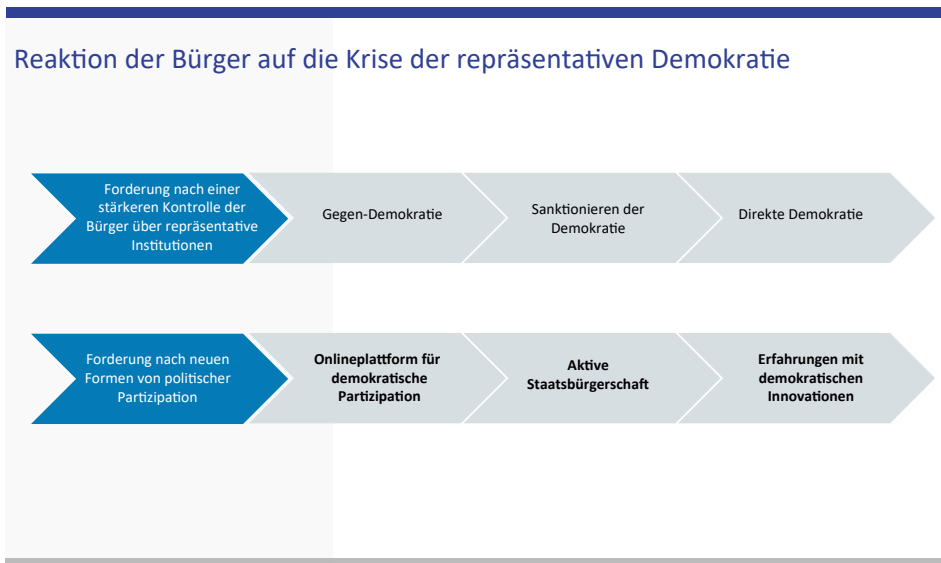 Reaktion der Bürger auf die Krise der repräsentativen Demokratie
Forderung nach einer
stärkeren Kontrolle der
Bürger über repräsentative
Institutionen
Gegen-Demokratie
Sanktionieren der
Demokratie
Direkte Demokratie
Forderung nach neuen
Formen von politischer
Partizipation
Onlineplattform für
demokratische
Partizipation
Aktive
Staatsbürgerschaft
Erfahrungen mit
demokratischen
Innovationen